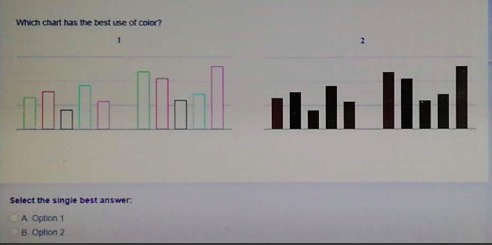 Which chart has the best use of color?
1
2
Select the single best answer:
A. Option 1
B. Option 2